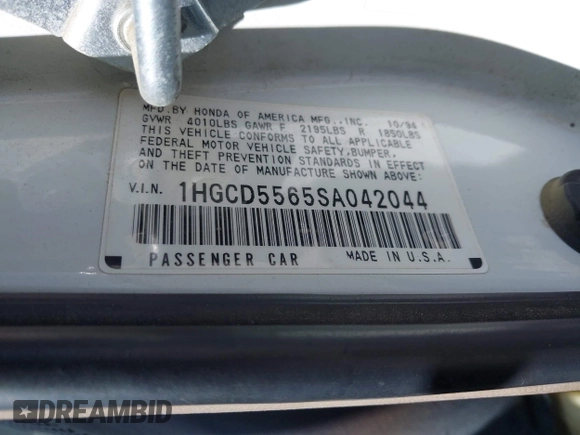 MFD.BY HONDA OF AMERICA MFG.,INC. 10/94
GVWR 4010LBS GAWR F 2195LBS R 1850LBS
THIS VEHICLE CONFORMS TO ALL APPLICABLE
FEDERAL MOTOR VEHICLE SAFETY,BUMPER,
AND THEFT PREVENTION STANDARDS IN EFFECT
ON THE DATE OF MANUFACTURE SHOWN ABOVE:
V.I.N. 1HGCD5565SA042044
PASSENGER CAR MADE IN U.S.A.
DREAMBID